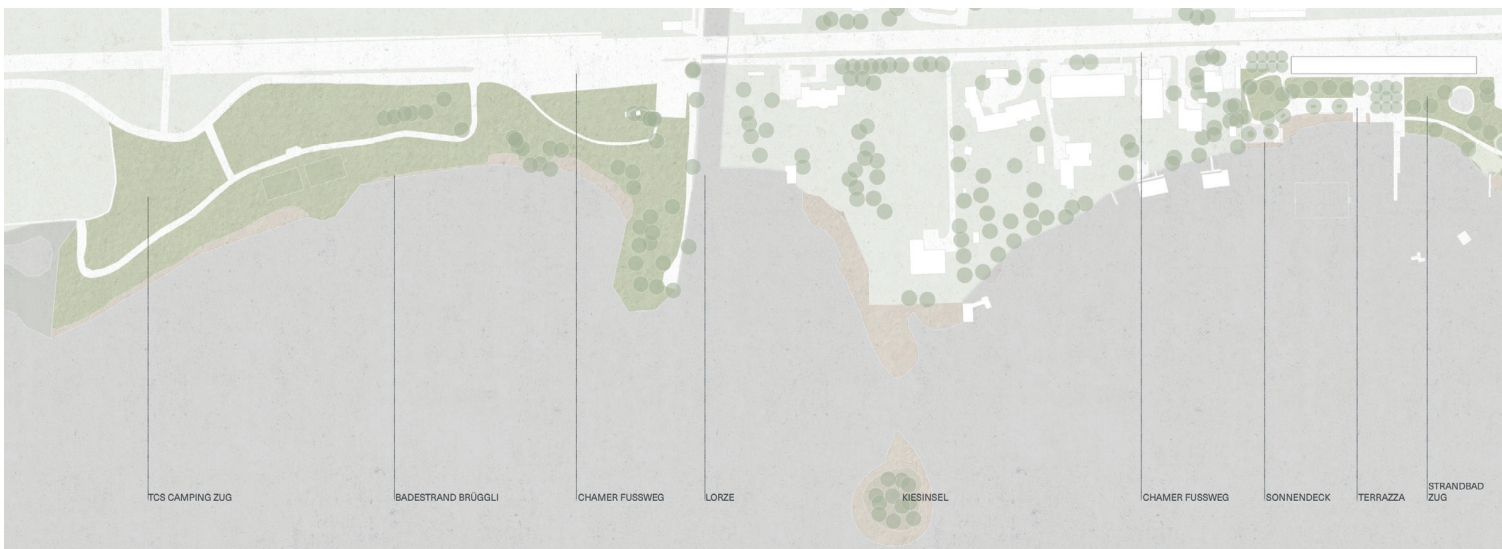 TCS CAMPING ZUG
BADESTRAND BRÜGGLI
CHAMER FUSSWEG
LORZE
KIESINSEL
CHAMER FUSSWEG
SONNENDECK
TERRAZZA
STRANDBAD
ZUG